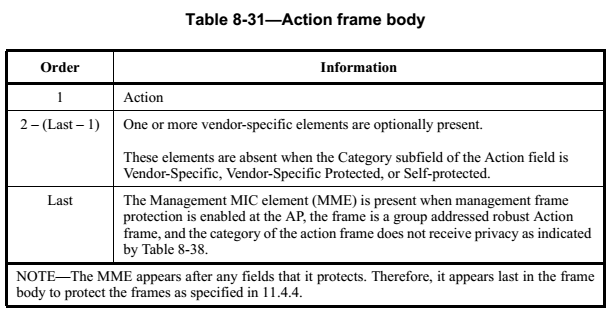 Table 8-31—Action frame body
Order Information
1 Action
2 – (Last – 1) One or more vendor-specific elements are optionally present.
These elements are absent when the Category subfield of the Action field is
Vendor-Specific, Vendor-Specific Protected, or Self-protected.
Last The Management MIC element (MME) is present when management frame
protection is enabled at the AP, the frame is a group addressed robust Action
frame, and the category of the action frame does not receive privacy as indicated
by Table 8-38.
NOTE—The MME appears after any fields that it protects. Therefore, it appears last in the frame
body to protect the frames as specified in 11.4.4.